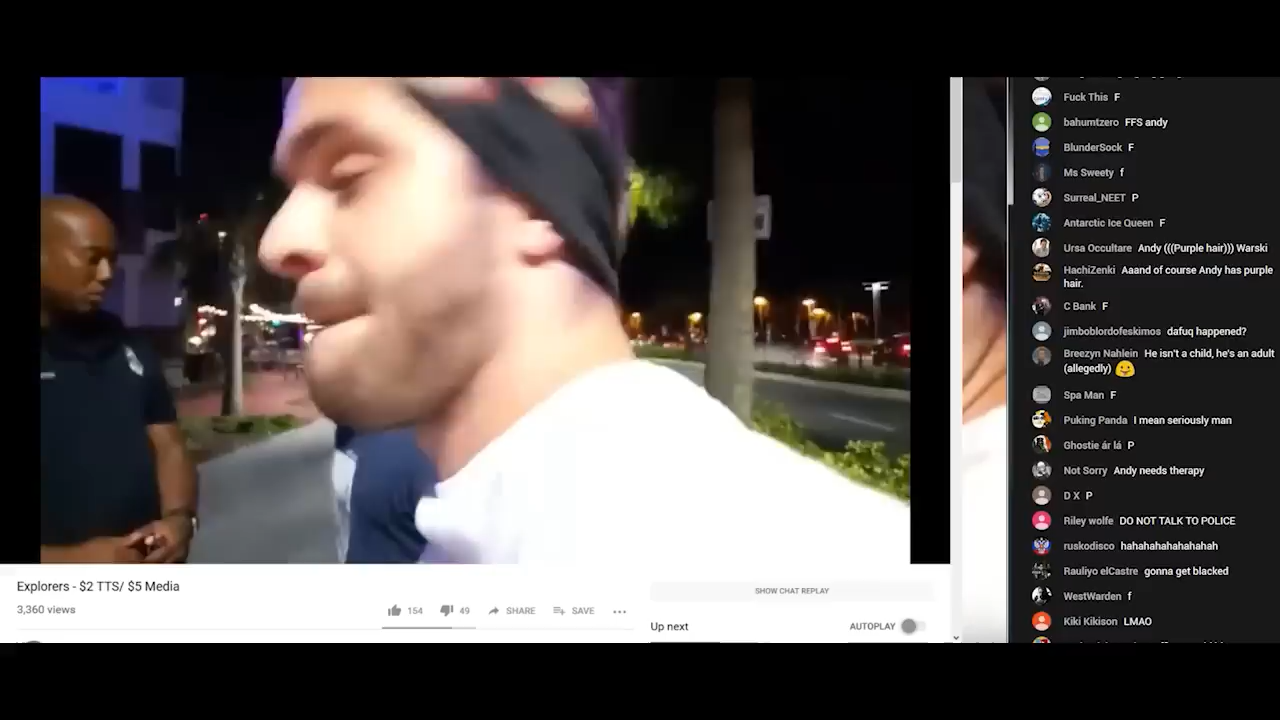 Fuck This F
bahumtzero FFS andy
BlunderSock F
Ms Sweety f
Surreal_NEET P
Antarctic Ice Queen F
Ursa Occultare Andy (((Purple hair))) Warski
HachiZenki Aaand of course Andy has purple
hair.
C Bank F
jimboblordofeskimos dafuq happened?
Breezyn Nahlein He isn't a child, he's an adult
(allegedly)
Spa Man F
Puking Panda I mean seriously man
Ghostie ár lá P
Not Sorry Andy needs therapy
D X P
Riley wolfe DO NOT TALK TO POLICE
ruskodisco hahahahahahahah
Rauliyo elCastre gonna get blacked
WestWarden f
Kiki Kikison LMAO
Explorers - $2 TTS/ $5 Media
3,360 views
154
49
SHARE
SAVE
SHOW CHAT REPLAY
Up next
AUTOPLAY